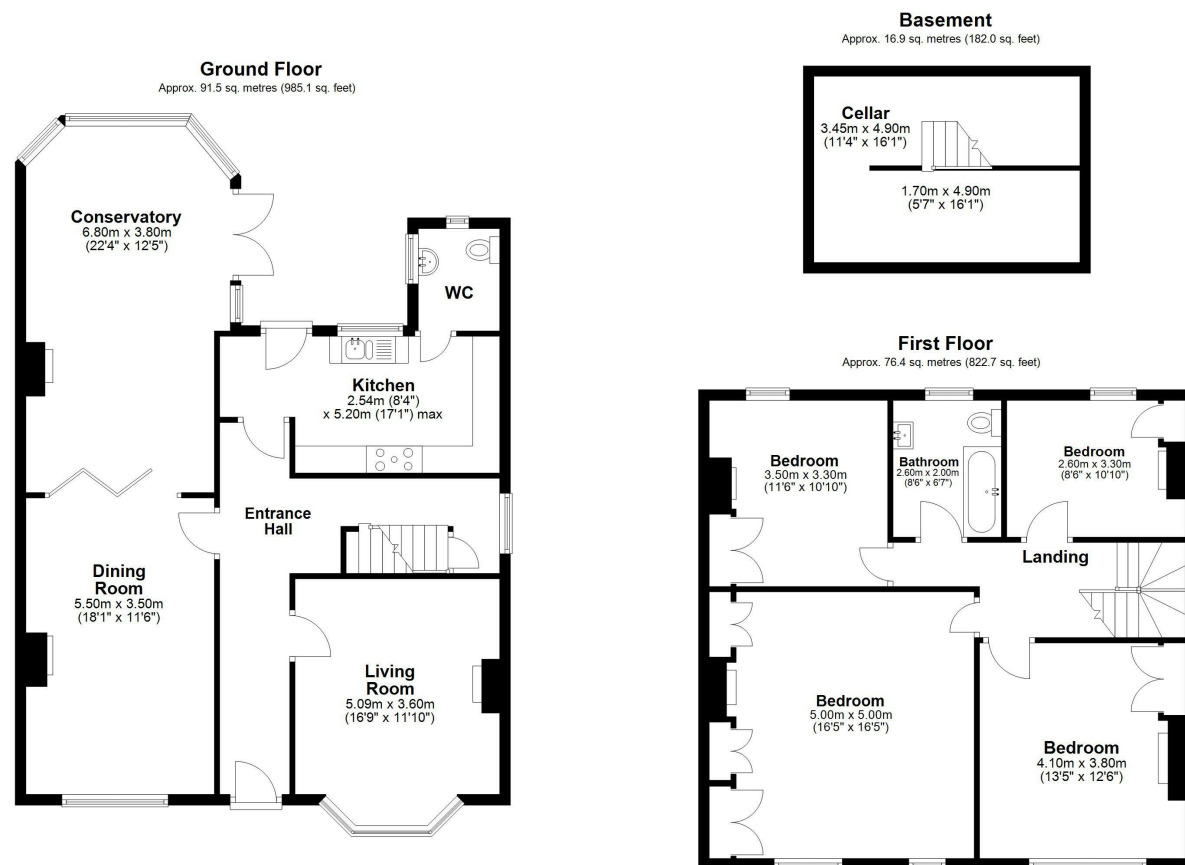 Ground Floor
Approx. 91.5 sq. metres (985.1 sq. feet)
Conservatory
6.80m x 3.80m
(22'4" x 12'5")
WC
Kitchen
2.54m (8'4")
x 5.20m (17'1") max
Entrance
Hall
Dining
Room
5.50m x 3.50m
(18'1" x 11'6")
Living
Room
5.09m x 3.60m
(16'9" x 11'10")
Basement
Approx. 16.9 sq. metres (182.0 sq. feet)
Cellar
3.45m x 4.90m
(11'4" x 16'1")
1.70m x 4.90m
(5'7" x 16'1")
First Floor
Approx. 76.4 sq. metres (822.7 sq. feet)
Bedroom
3.50m x 3.30m
(11'6" x 10'10")
Bathroom
2.60m x 2.00m
(8'6" x 6'7")
Bedroom
2.60m x 3.30m
(8'6" x 10'10")
Landing
Bedroom
5.00m x 5.00m
(16'5" x 16'5")
Bedroom
4.10m x 3.80m
(13'5" x 12'6")